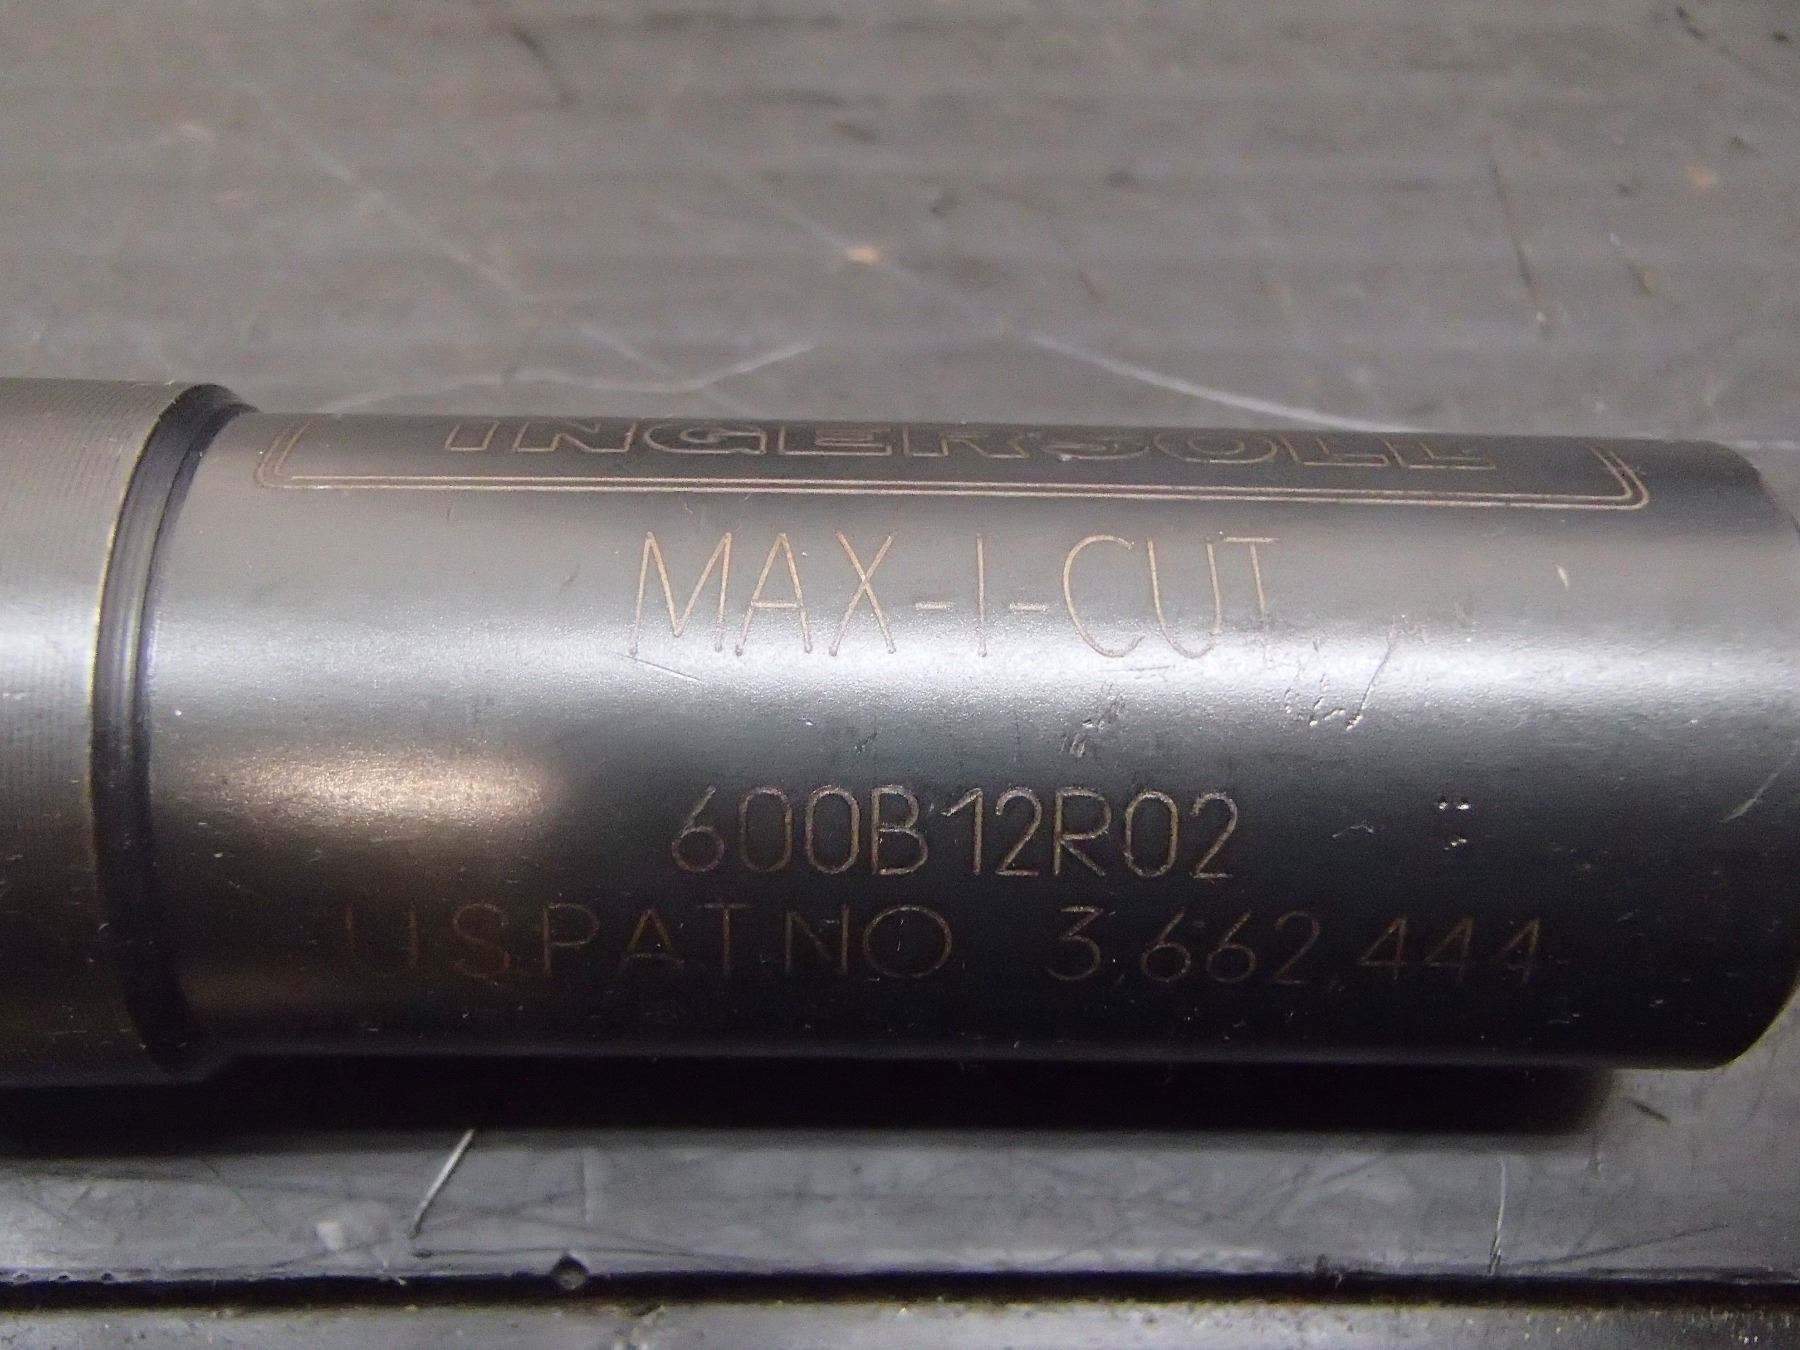 INGERSOLL
MAX-I-CUT
600B12R02
U.S.PAT.NO 3,662,444